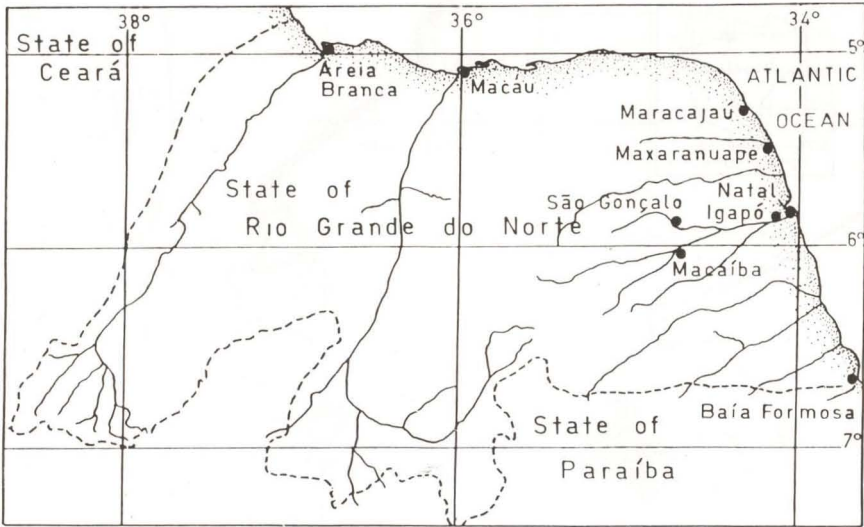 38°
36°
34°
State of
Ceará
5°
Areia
Branca
Macáu
ATLANTIC
OCEAN
Maracajaú
Maxaranuape
State of
Rio Grande do Norte
São Gonçalo
Natal
Igapó
6°
Macaíba
Baía Formosa
State of
Paraíba
7°